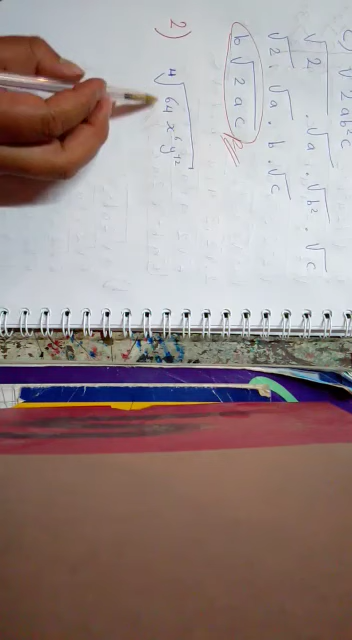 c) √2ab²c
√2 . √a . √b² . √c
√2 . √a . b . √c
b √2ac R//
2) ⁴√64x⁶y¹²